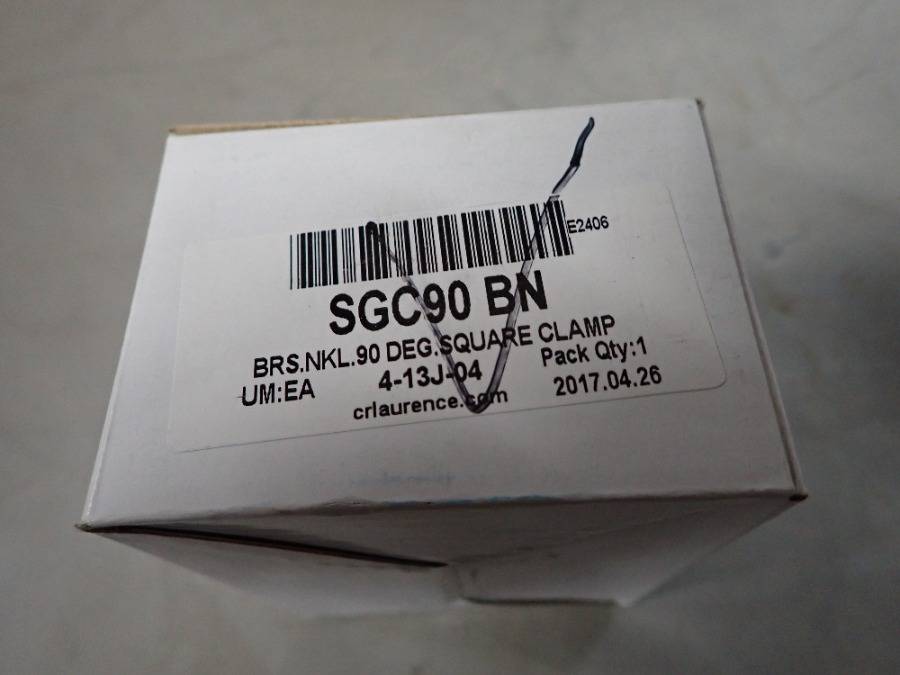 E2406
SGC90 BN
BRS.NKL.90 DEG.SQUARE CLAMP
UM:EA 4-13J-04 Pack Qty:1
crlaurence.com 2017.04.26